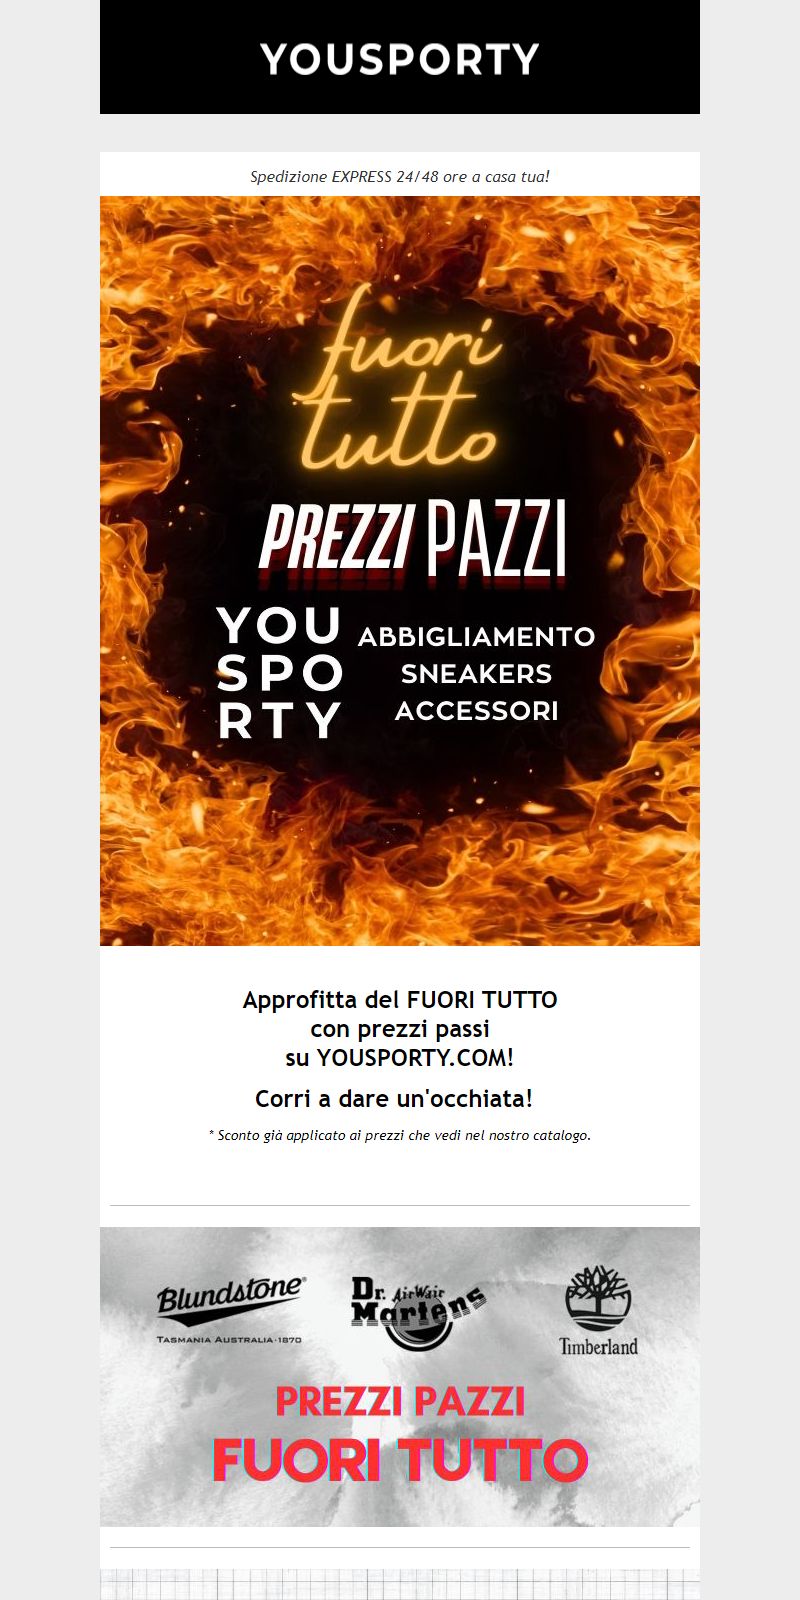 YOUSPORTY
Spedizione EXPRESS 24/48 ore a casa tua!
fuori
tutto
PREZZI PAZZI
YOU
SPO
RTY
ABBIGLIAMENTO
SNEAKERS
ACCESSORI
Approfitta del FUORI TUTTO
con prezzi passi
su YOUSPORTY.COM!
Corri a dare un'occhiata!
* Sconto già applicato ai prezzi che vedi nel nostro catalogo.
Blundstone®
TASMANIA AUSTRALIA·1870
Dr. AirWair
Martens
Timberland
PREZZI PAZZI
FUORI TUTTO